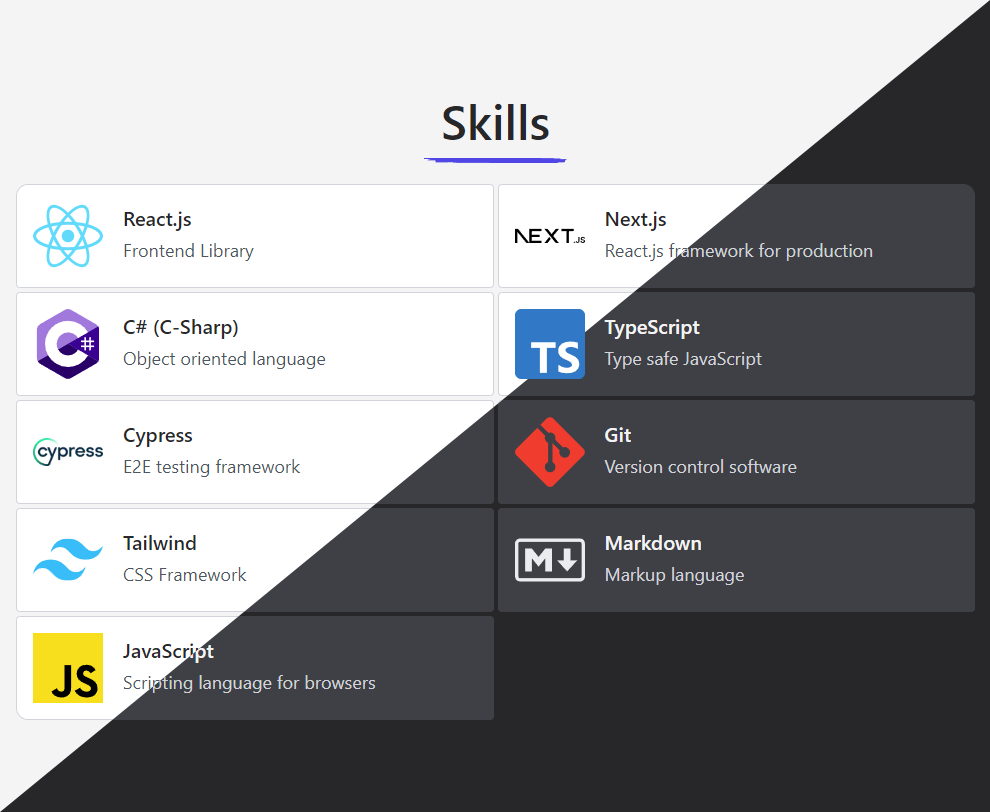 Skills
React.js
Frontend Library
NEXT.JS
Next.js
React.js framework for production
C#
C# (C-Sharp)
Object oriented language
TS
TypeScript
Type safe JavaScript
cypress
Cypress
E2E testing framework
Git
Version control software
Tailwind
CSS Framework
M
Markdown
Markup language
JS
JavaScript
Scripting language for browsers